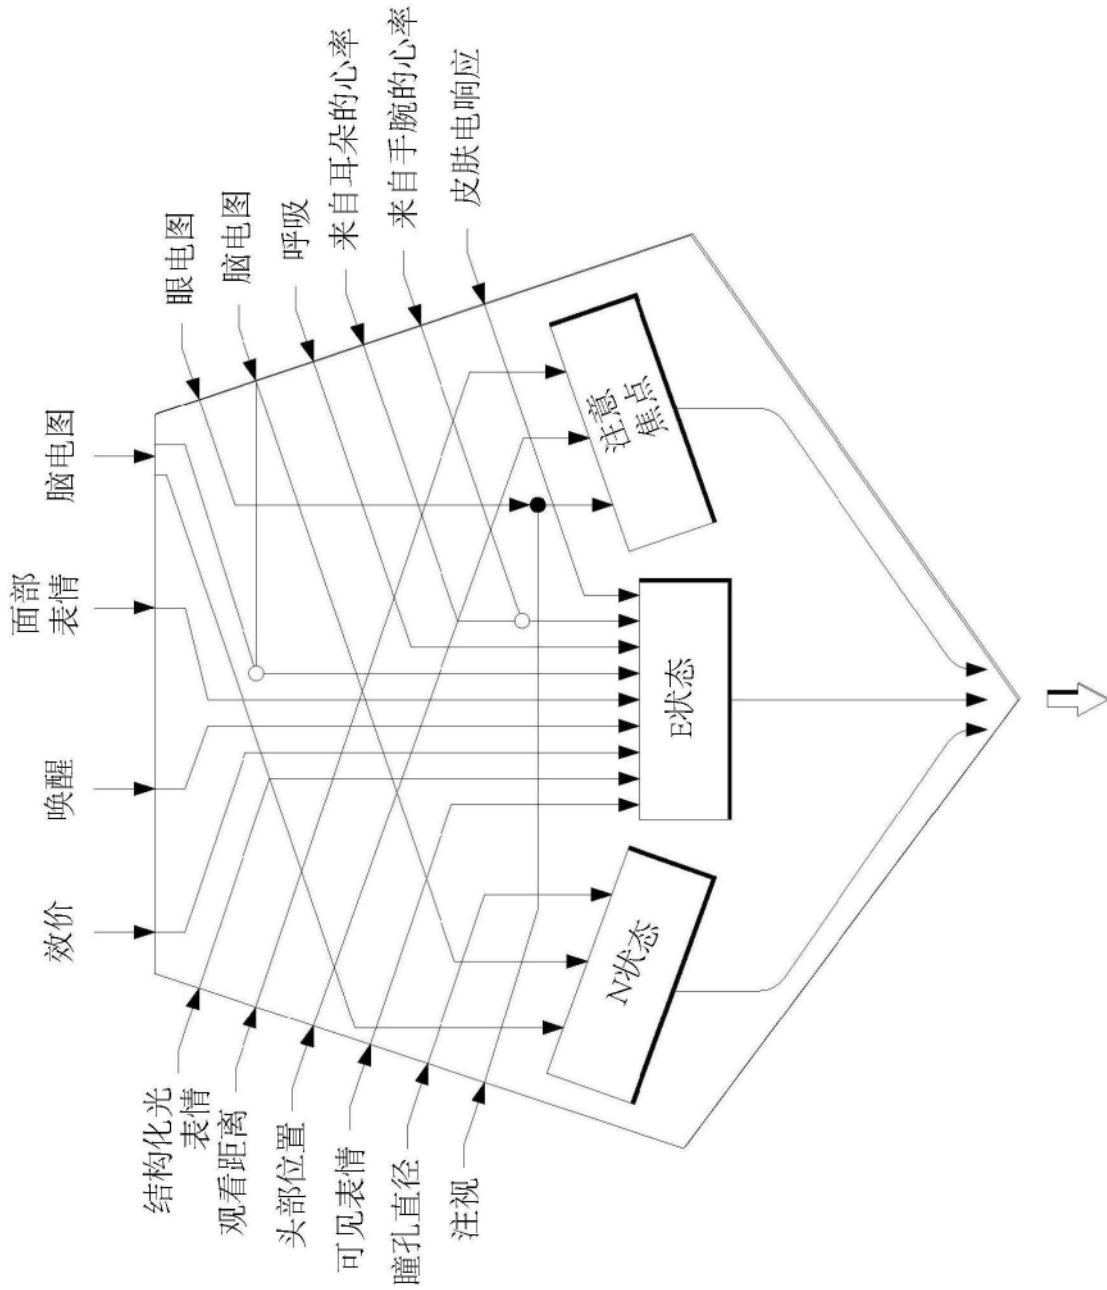 效价
唤醒
面部
表情
脑电图
眼电图
脑电图
呼吸
来自耳朵的心率
来自手腕的心率
皮肤电响应
结构化光
表情
观看距离
头部位置
可见表情
瞳孔直径
注视
N状态
E状态
注意
焦点